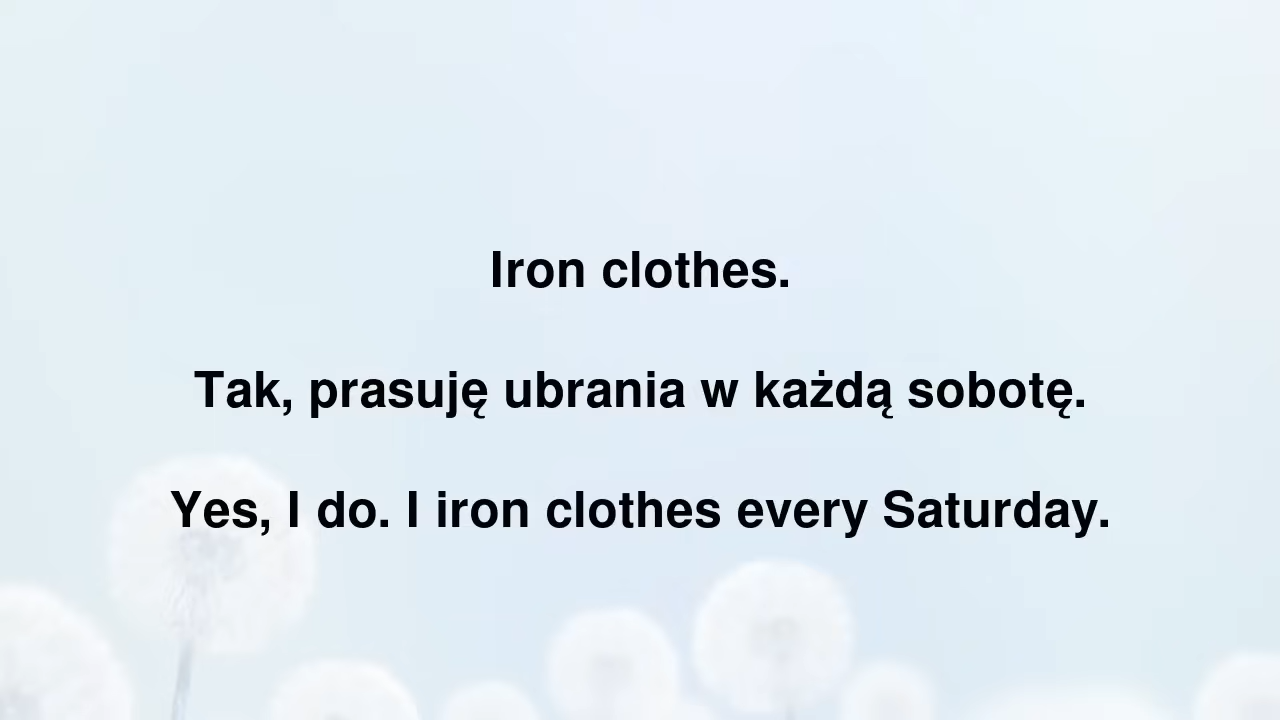 Iron clothes.
Tak, prasuję ubrania w każdą sobotę.
Yes, I do. I iron clothes every Saturday.